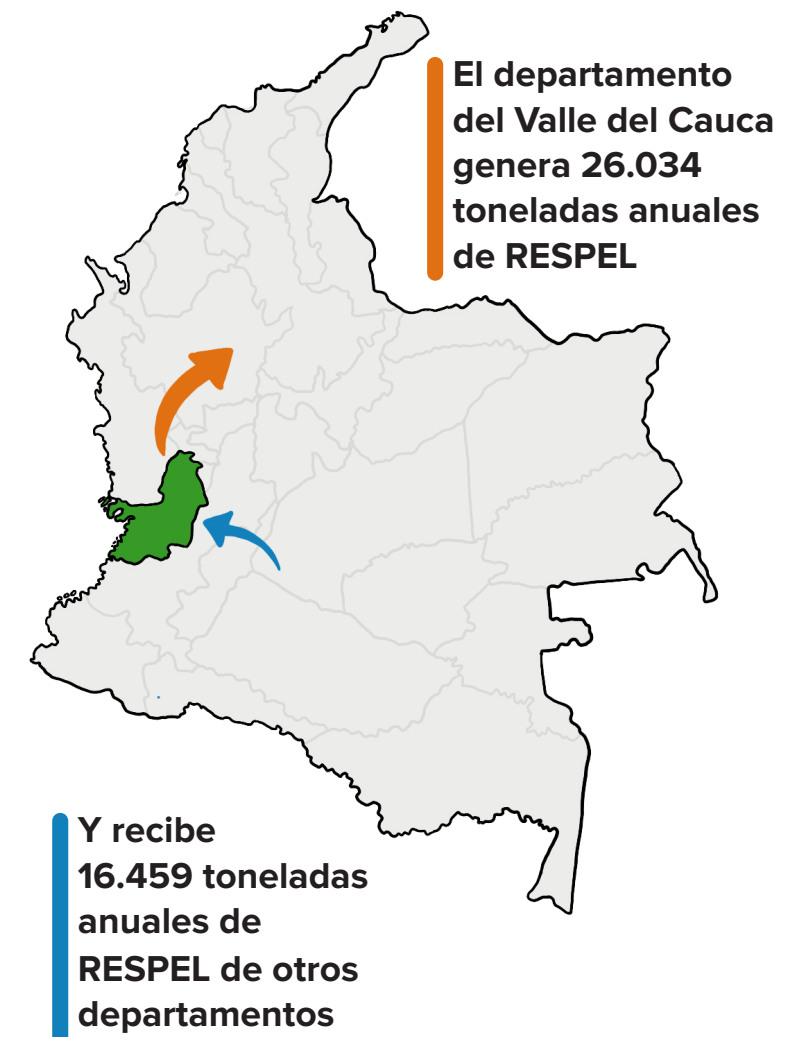 El departamento
del Valle del Cauca
genera 26.034
toneladas anuales
de RESPEL
Y recibe
16.459 toneladas
anuales de
RESPEL de otros
departamentos